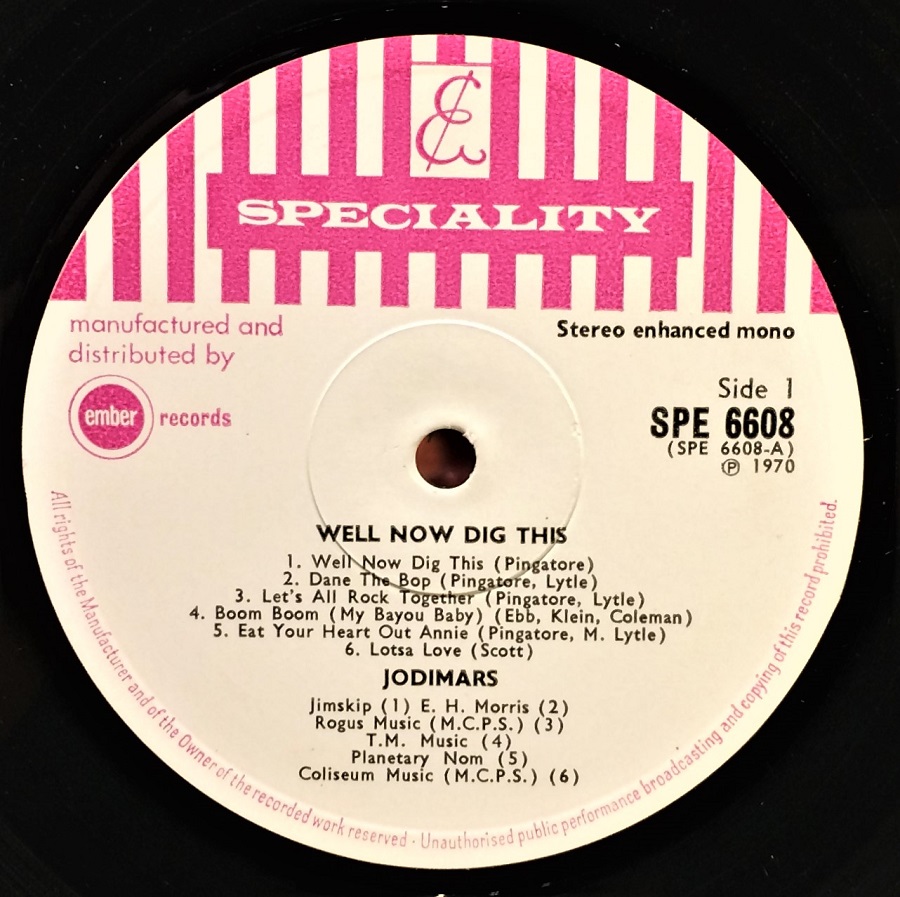 SPECIALITY
manufactured and
distributed by
ember records
Stereo enhanced mono
Side 1
SPE 6608
(SPE 6608-A)
Ⓟ 1970
WELL NOW DIG THIS
1. Well Now Dig This (Pingatore)
2. Dane The Bop (Pingatore, Lytle)
3. Let's All Rock Together (Pingatore, Lytle)
4. Boom Boom (My Bayou Baby) (Ebb, Klein, Coleman)
5. Eat Your Heart Out Annie (Pingatore, M. Lytle)
6. Lotsa Love (Scott)
JODIMARS
Jimskip (1) E. H. Morris (2)
Rogus Music (M.C.P.S.) (3)
T.M. Music (4)
Planetary Nom (5)
Coliseum Music (M.C.P.S.) (6)
All rights of the Manufacturer and of the Owner of the recorded work reserved · Unauthorised public performance broadcasting and copying of this record prohibited.